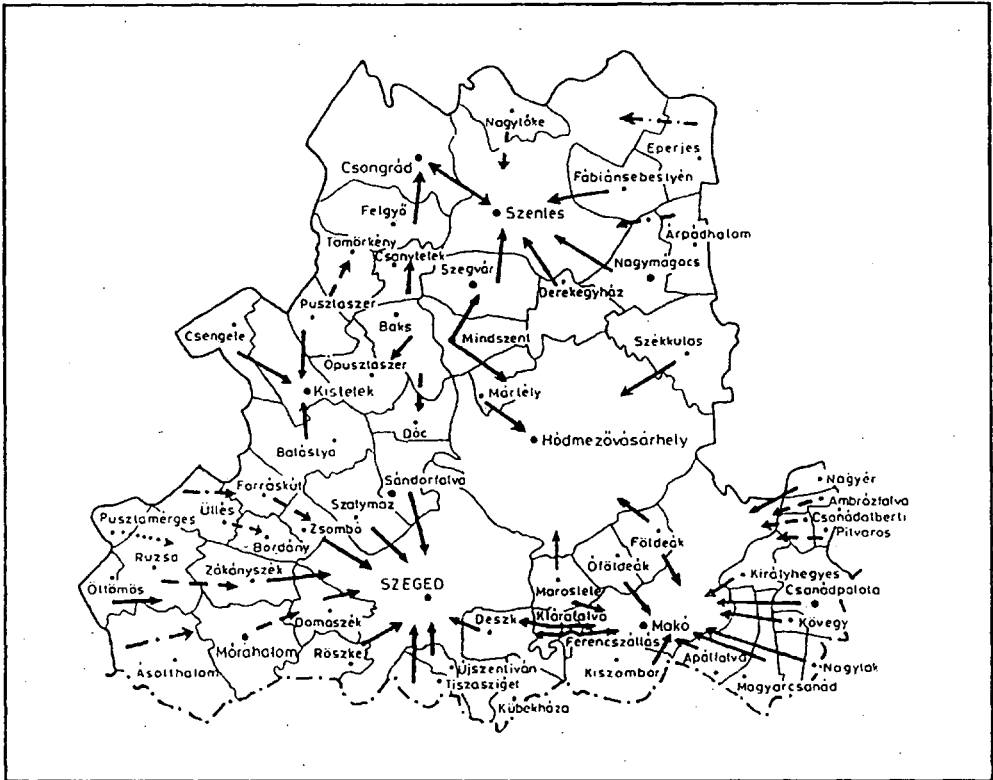 Nagytőke
Eperjes
Csongrád
Fábiánsebestyén
Felgyő
Szentes
Tömörkény
Árpádhalom
Csanytelek
Szegvár
Nagymágocs
Derekegyház
Pusztaszer
Baks
Csengele
Mindszent
Székkutas
Ópusztaszer
Kistelek
Mártély
Dóc
Hódmezővásárhely
Balástya
Sándorfalva
Nagyér
Forráskút
Ambrózfalva
Szatymaz
Üllés
Csanádalberti
Pusztamérges
Zsombó
Pitvaros
Bordány
Földeák
Ruzsa
Óföldeák
Zákányszék
Királyhegyes
SZEGED
Maroslele
Csanádpalota
Öttömös
Klárafalva
Domaszék
Deszk
Makó
Kövegy
Ferencszállás
Mórahalom
Röszke
Apátfalva
Ásotthalom
Újszentiván
Kiszombor
Nagylak
Tiszasziget
Magyarcsanád
Kübekháza